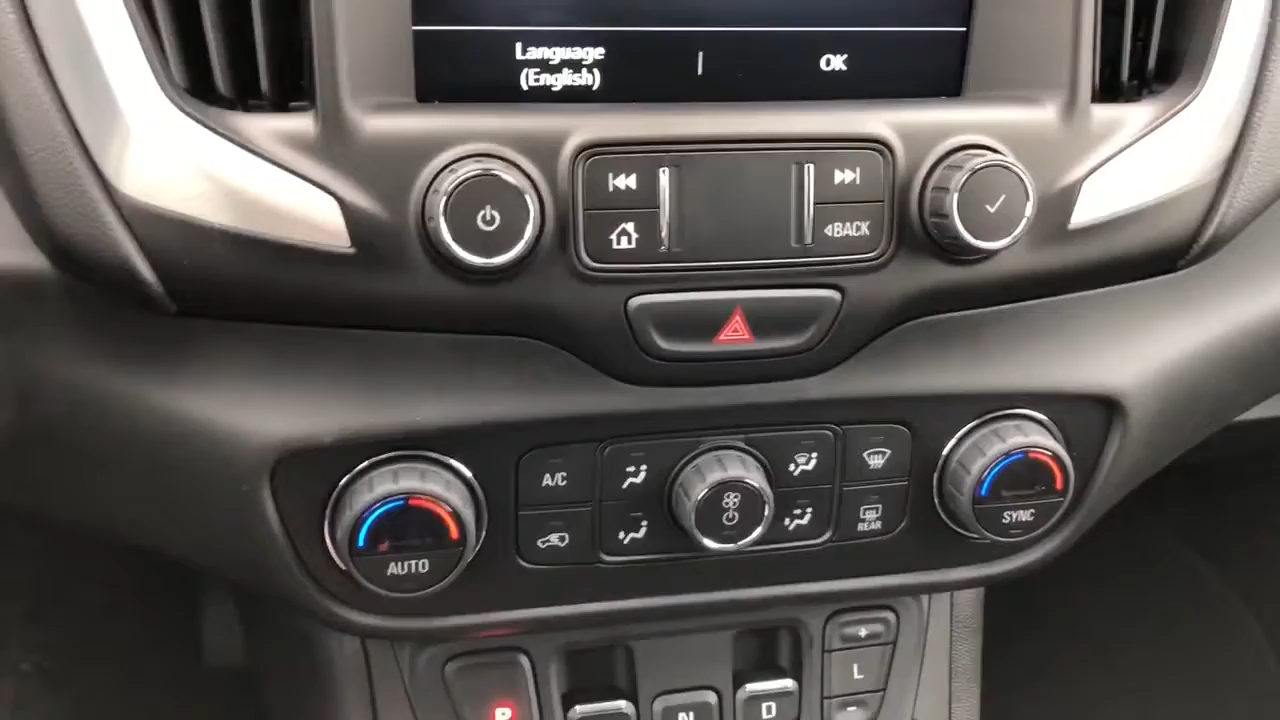 Language
(English)
OK
BACK
A/C
REAR
AUTO
SYNC
+
L
-
P
N
D